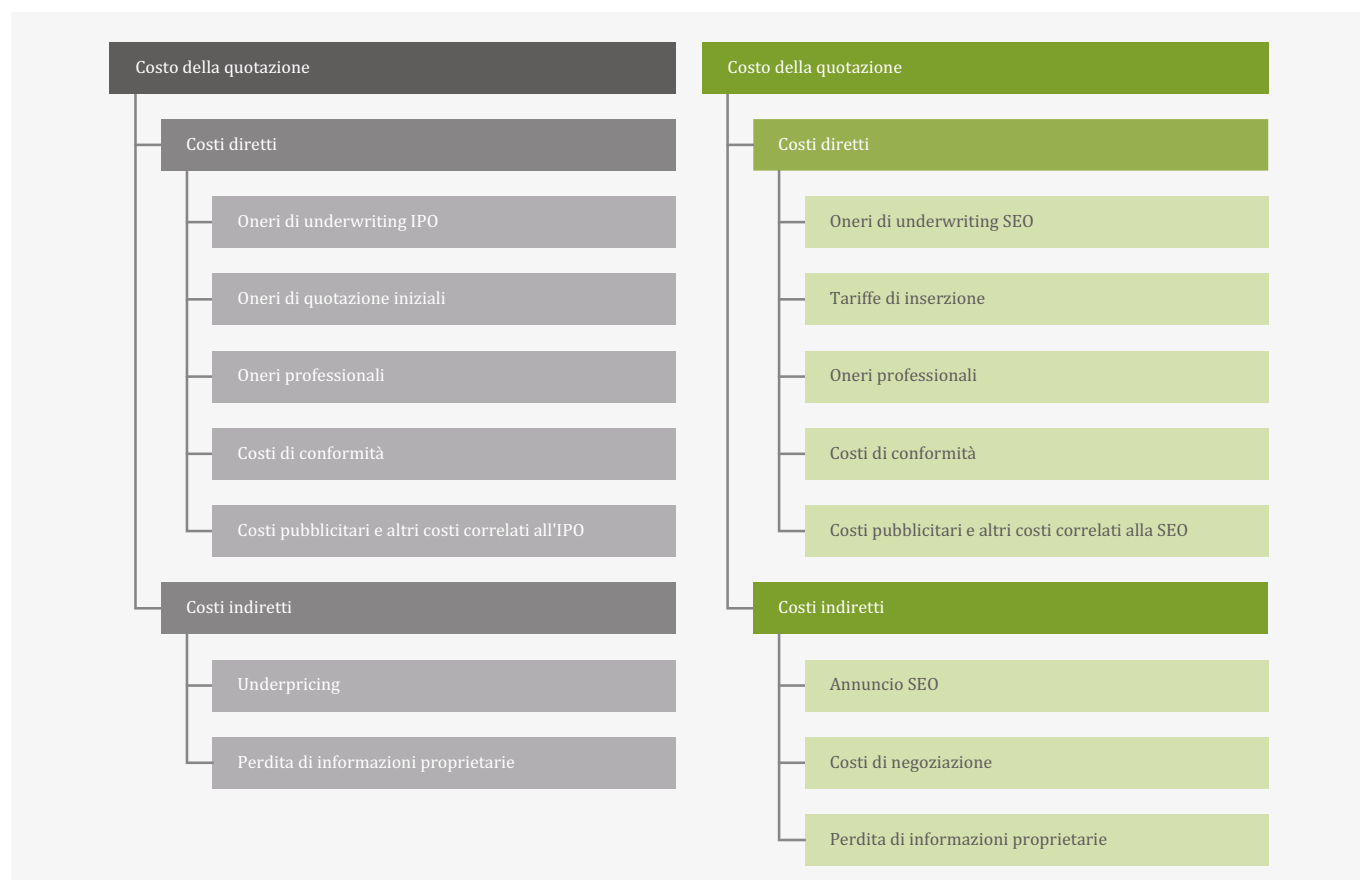 Costo della quotazione
Costi diretti
Oneri di underwriting IPO
Oneri di quotazione iniziali
Oneri professionali
Costi di conformità
Costi pubblicitari e altri costi correlati all'IPO
Costi indiretti
Underpricing
Perdita di informazioni proprietarie
Costo della quotazione
Costi diretti
Oneri di underwriting SEO
Tariffe di inserzione
Oneri professionali
Costi di conformità
Costi pubblicitari e altri costi correlati alla SEO
Costi indiretti
Annuncio SEO
Costi di negoziazione
Perdita di informazioni proprietarie